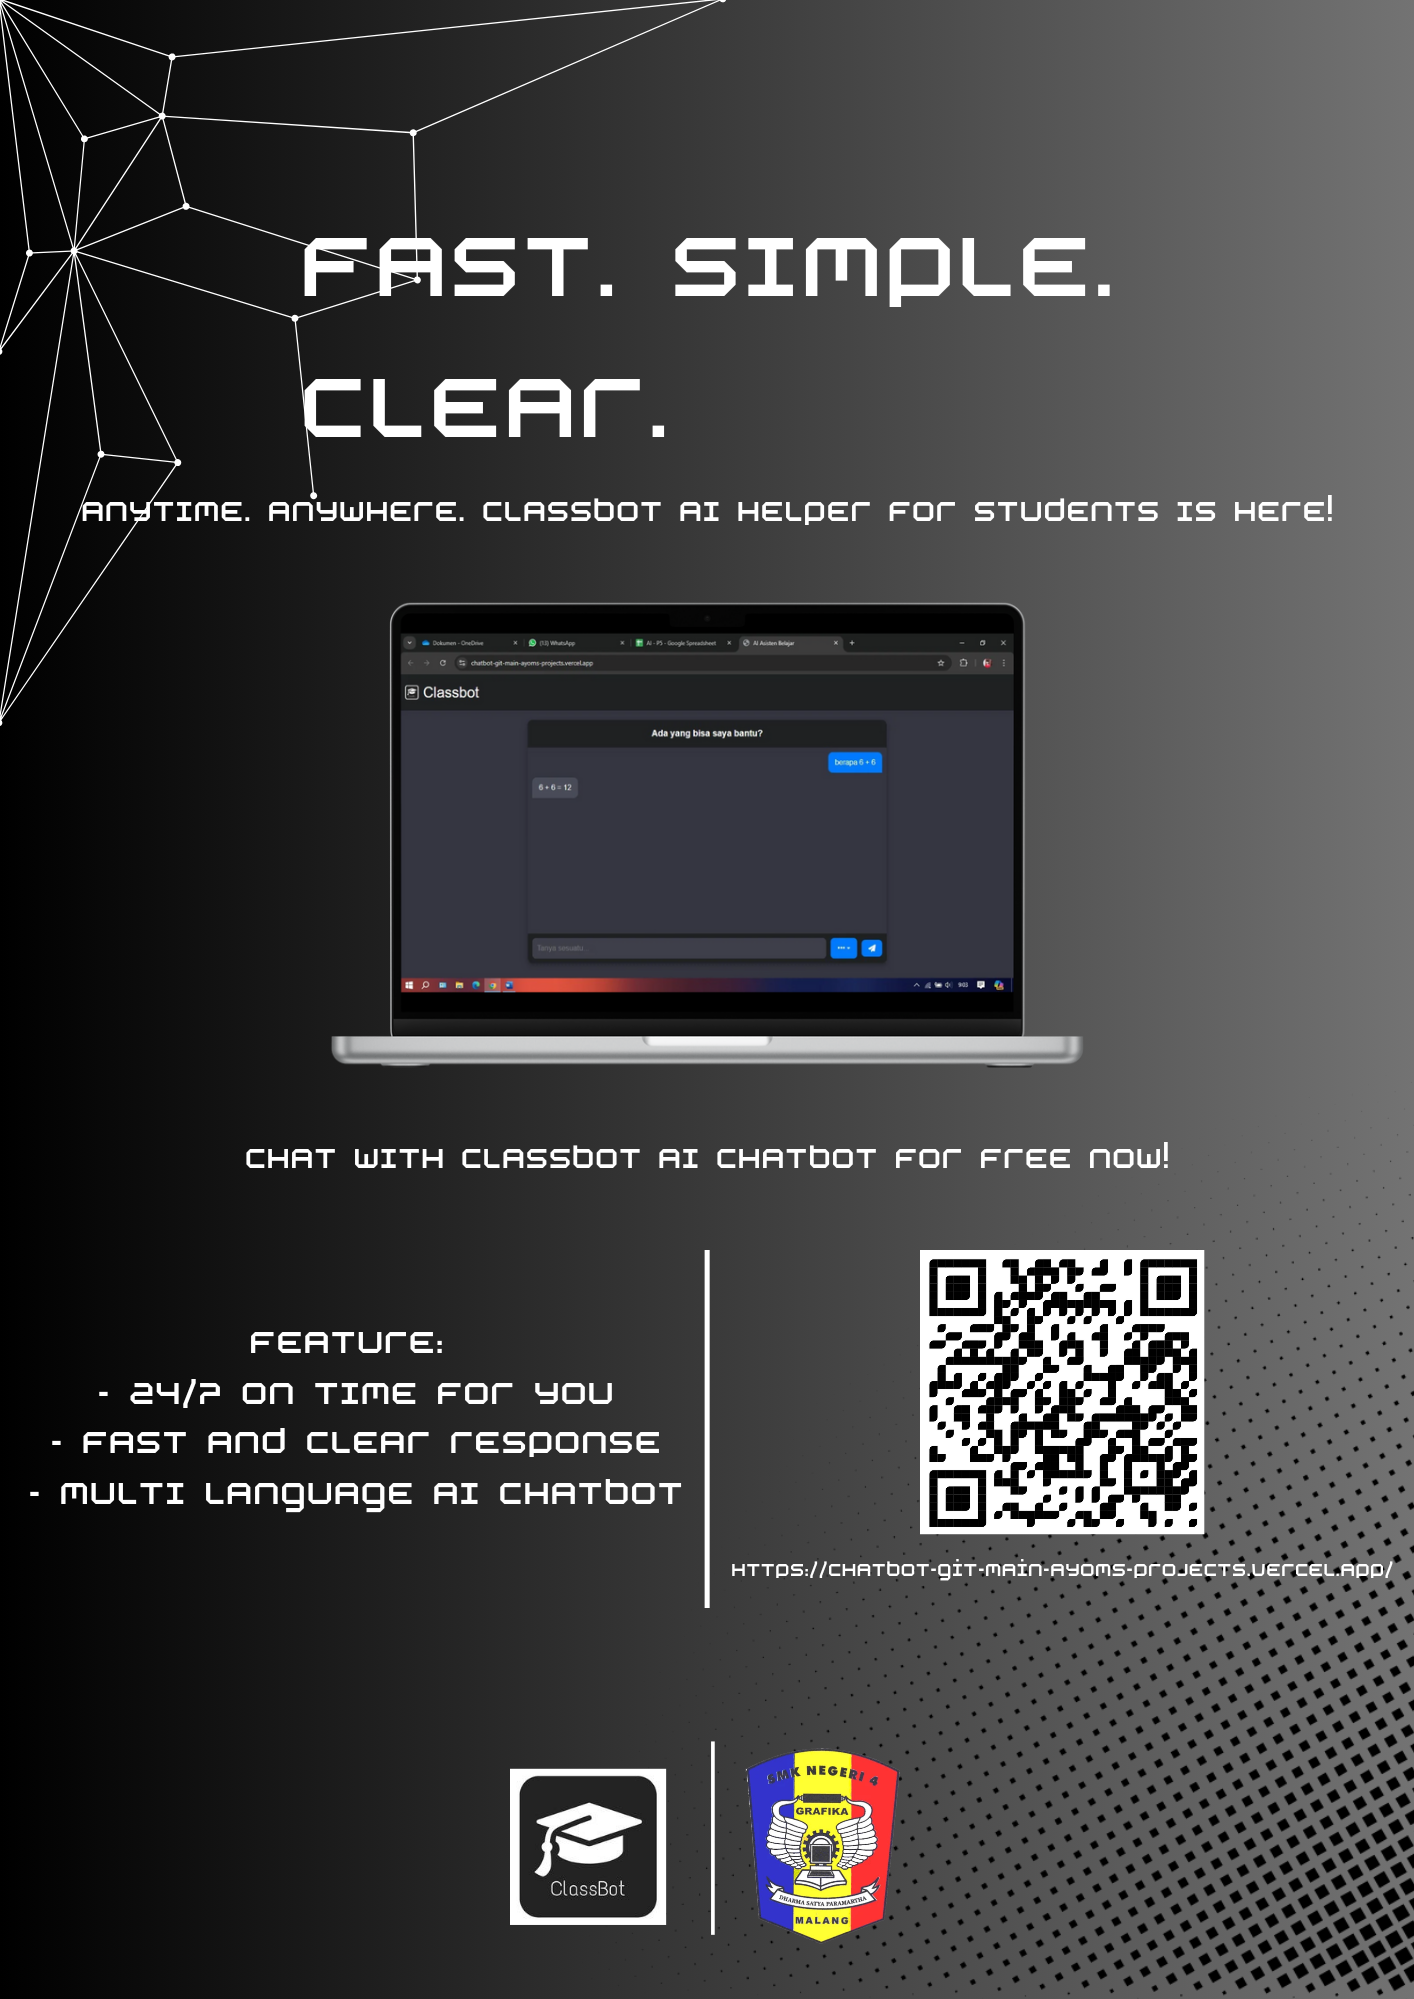 FAST. SIMPLE.
CLEAR.
ANYTIME. ANYWHERE. CLASSBOT AI HELPER FOR STUDENTS IS HERE!
Dokumen - OneDrive
(13) WhatsApp
AI - P5 - Google Spreadsheet
AI Asisten Belajar
chatbot-git-main-ayoms-projects.vercel.app
Classbot
Ada yang bisa saya bantu?
berapa 6 + 6
6 + 6 = 12
Tanya sesuatu...
9:03
CHAT WITH CLASSBOT AI CHATBOT FOR FREE NOW!
FEATURE:
- 24/7 ON TIME FOR YOU
- FAST AND CLEAR RESPONSE
- MULTI LANGUAGE AI CHATBOT
HTTPS://CHATBOT-GIT-MAIN-AYOMS-PROJECTS.VERCEL.APP/
ClassBot
SMK NEGERI 4
GRAFIKA
DHARMA SATYA PARAMARTHA
MALANG